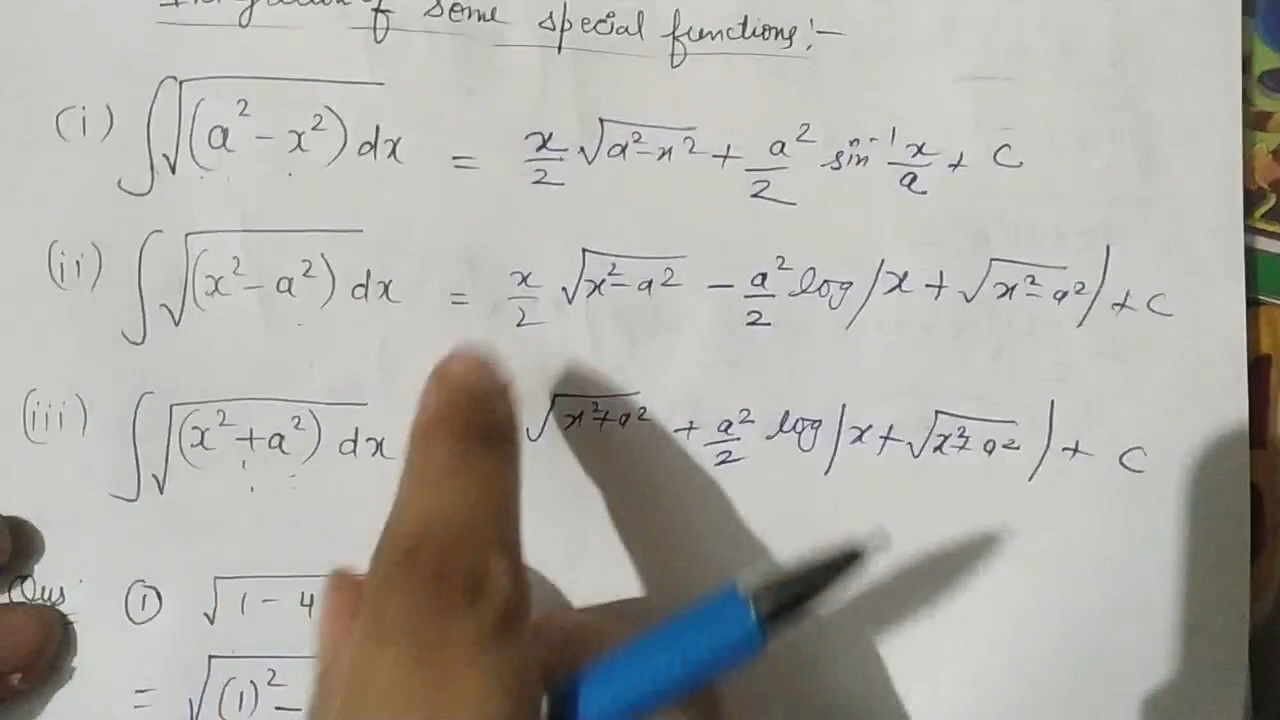 of some special functions:-
(i) ∫√(a² - x²) dx = x/2 √a²-x² + a²/2 sin⁻¹ x/a + C
(ii) ∫√(x² - a²) dx = x/2 √x²-a² - a²/2 log|x + √x²-a²| + C
(iii) ∫√(x² + a²) dx √x²+a² + a²/2 log|x + √x²+a²| + C
Ques ① √1 - 4
= √(1)² -